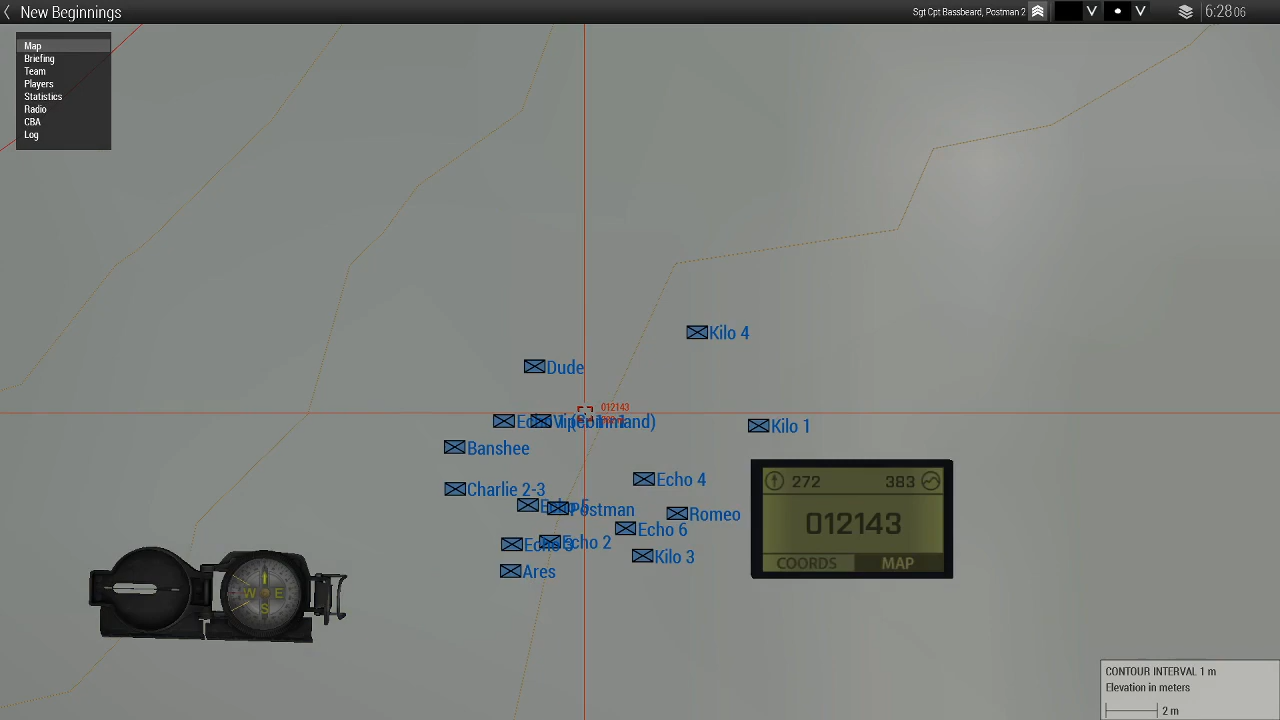 New Beginnings
Sgt Cpt Bassbeard, Postman 2
6:28 06
Map
Briefing
Team
Players
Statistics
Radio
CBA
Log
Kilo 4
Dude
012143
(Command)
Kilo 1
Banshee
Echo 4
Charlie 2-3
Postman
Romeo
Echo 6
Echo 2
Kilo 3
Ares
272 383
012143
COORDS MAP
W E
S
CONTOUR INTERVAL 1 m
Elevation in meters
2 m